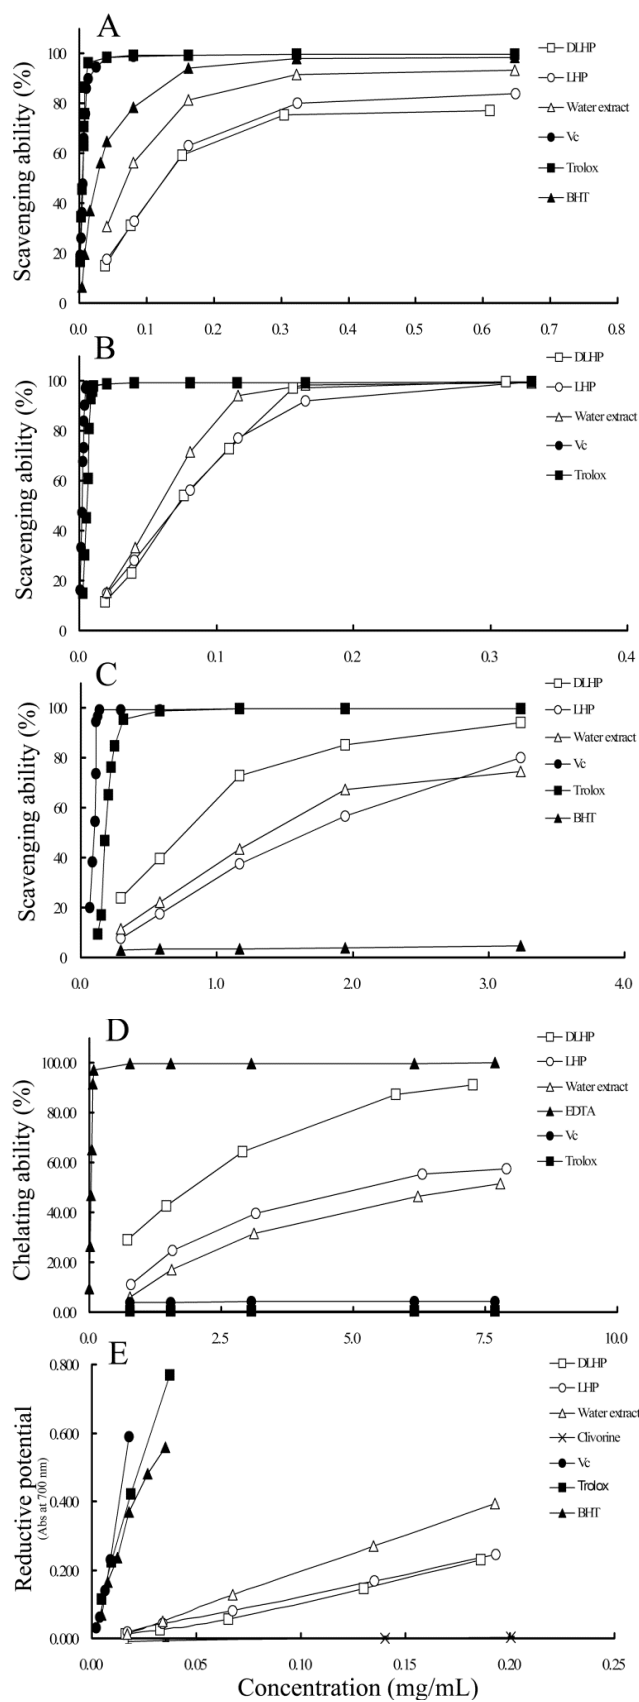 A
Scavenging ability (%)
100
80
60
40
20
0
0.0 0.1 0.2 0.3 0.4 0.5 0.6 0.7 0.8
DLHP
LHP
Water extract
Vc
Trolox
BHT
B
Scavenging ability (%)
100
80
60
40
20
0
0.0 0.1 0.2 0.3 0.4
DLHP
LHP
Water extract
Vc
Trolox
C
Scavenging ability (%)
100
80
60
40
20
0
0.0 1.0 2.0 3.0 4.0
DLHP
LHP
Water extract
Vc
Trolox
BHT
D
Chelating ability (%)
100.00
80.00
60.00
40.00
20.00
0.00
0.0 2.5 5.0 7.5 10.0
DLHP
LHP
Water extract
EDTA
Vc
Trolox
E
Reductive potential
(Abs at 700 nm)
0.800
0.600
0.400
0.200
0.000
0.00 0.05 0.10 0.15 0.20 0.25
DLHP
LHP
Water extract
Clivorine
Vc
Trolox
BHT
Concentration (mg/mL)